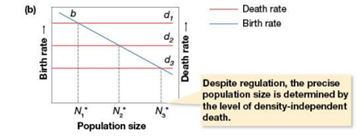 (b)
b
d₁
d₂
d₃
Birth rate →
Death rate →
N₁*
N₂*
N₃*
Population size
Death rate
Birth rate
Despite regulation, the precise
population size is determined by
the level of density-independent
death.